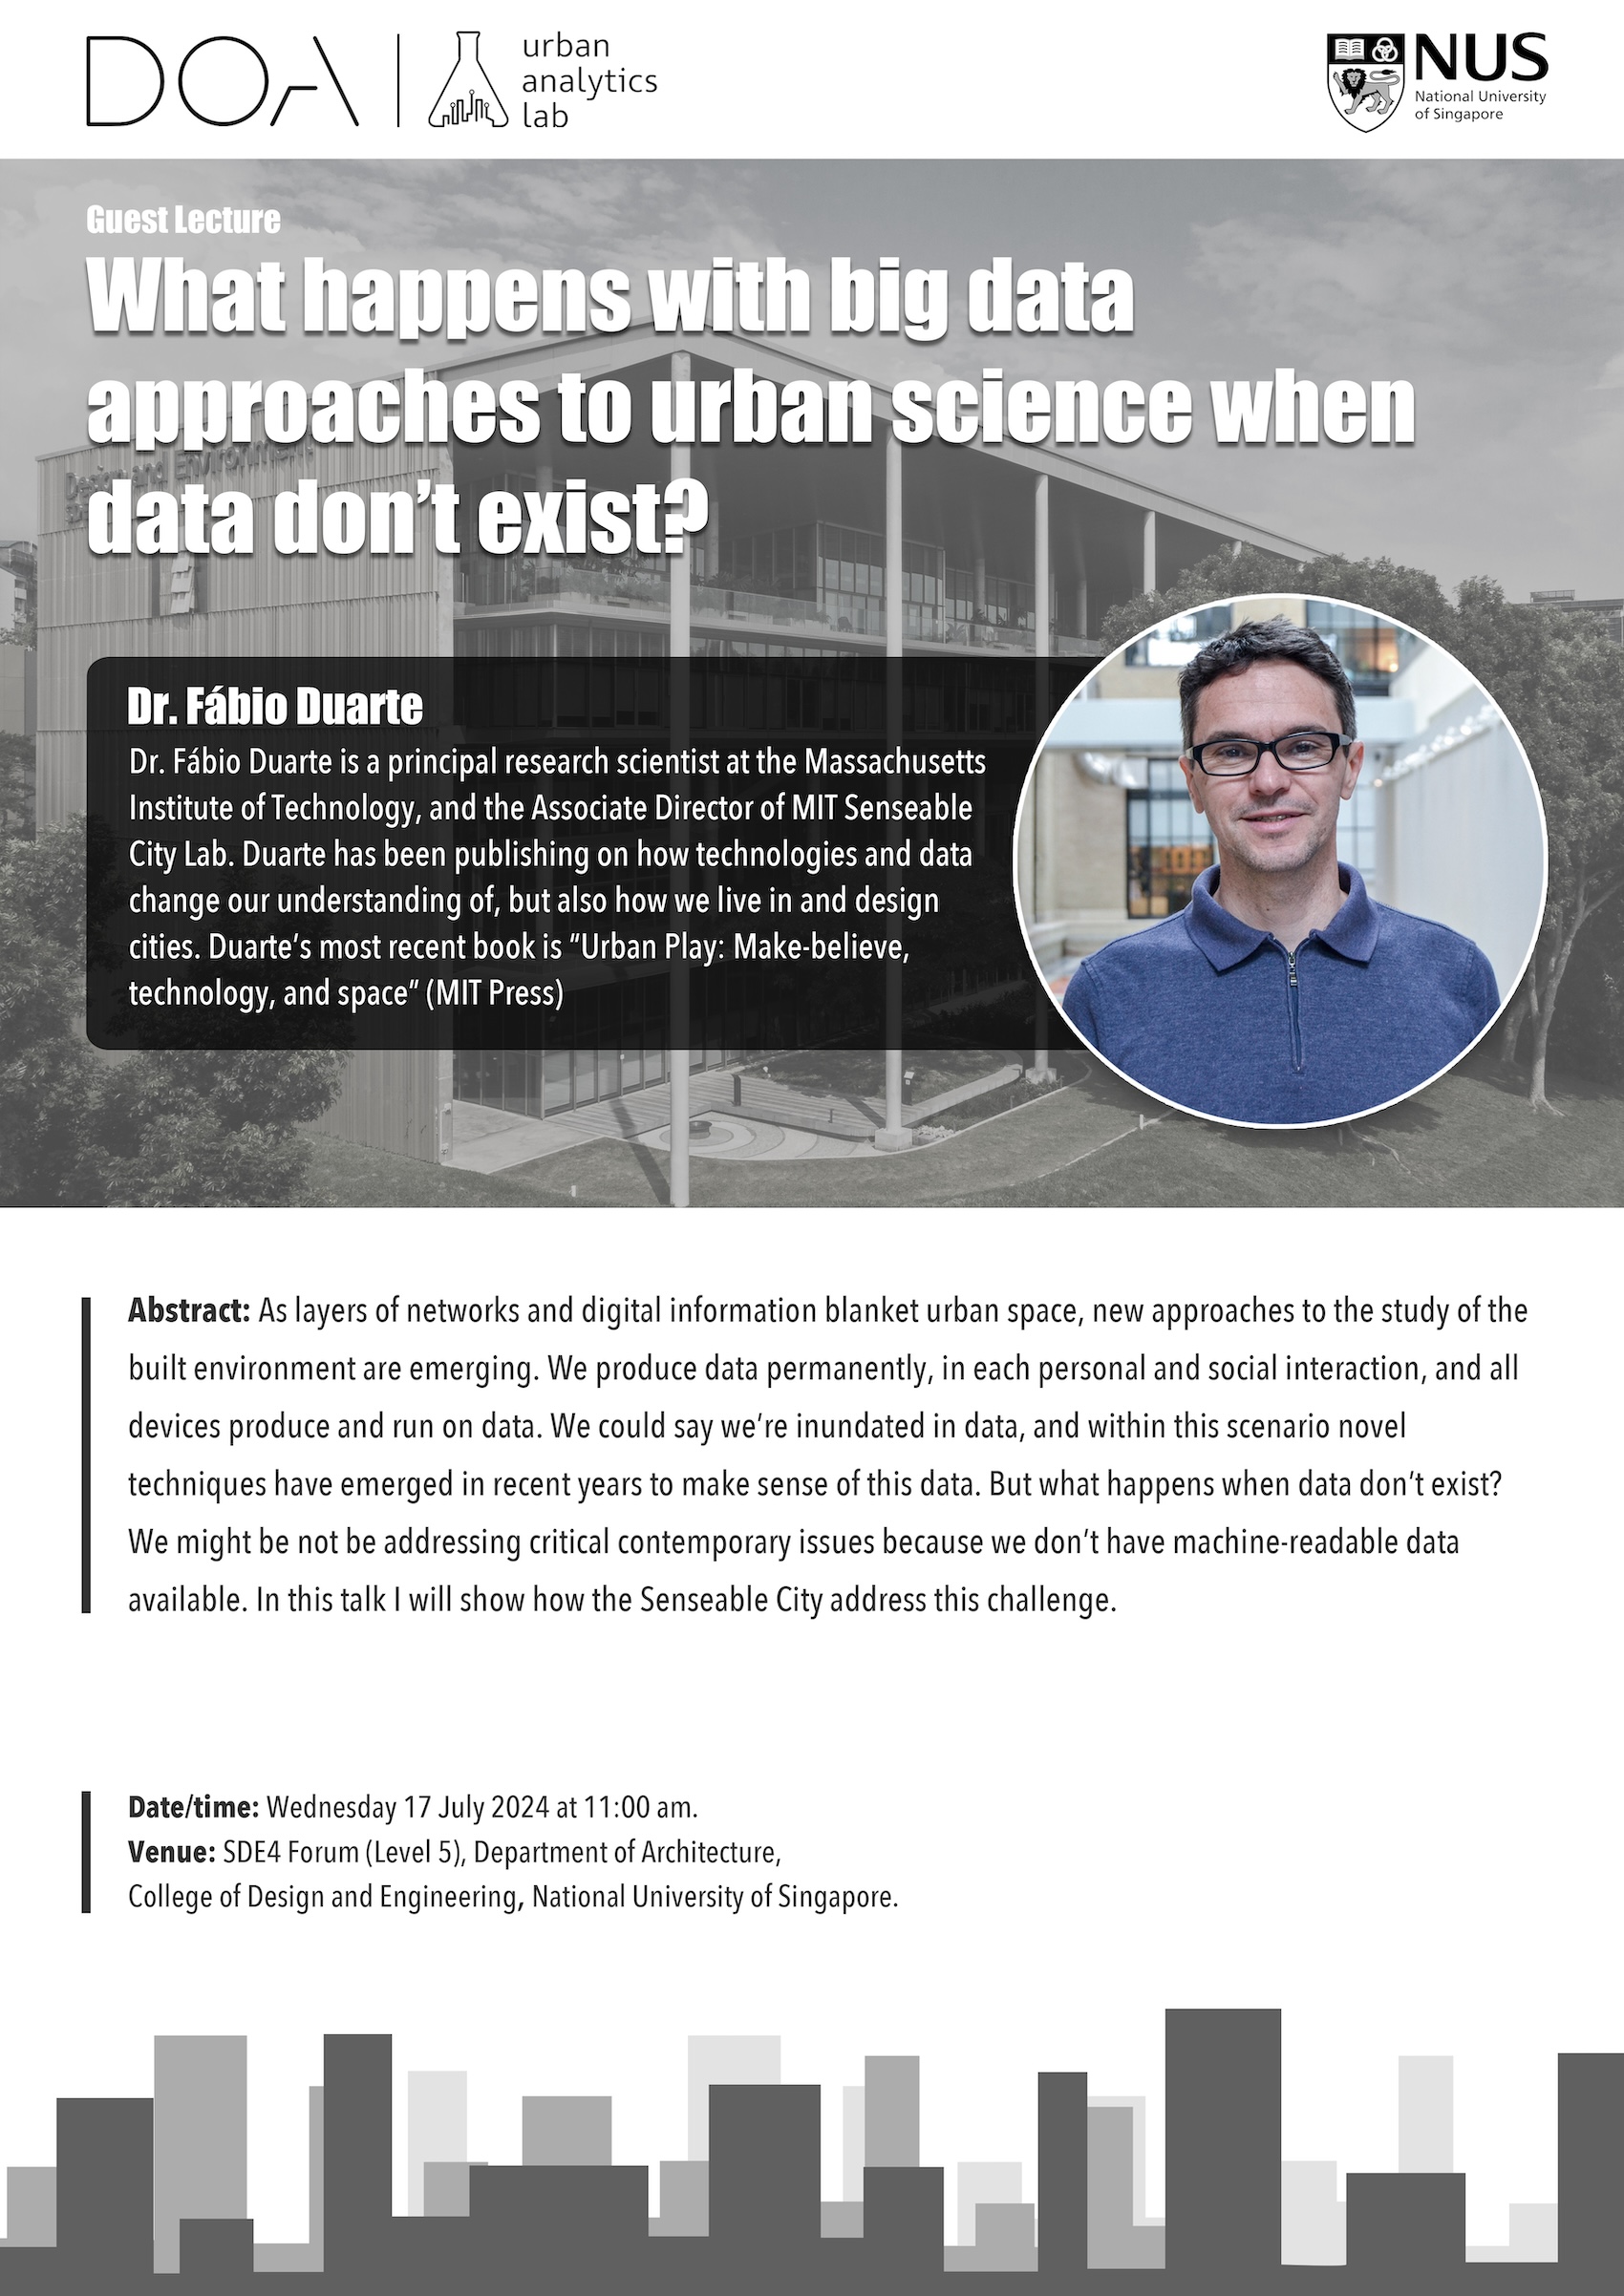 DOA
urban
analytics
lab
NUS
National University
of Singapore
Guest Lecture
What happens with big data
approaches to urban science when
data don’t exist?
Design and Environment
Dr. Fábio Duarte
Dr. Fábio Duarte is a principal research scientist at the Massachusetts
Institute of Technology, and the Associate Director of MIT Senseable
City Lab. Duarte has been publishing on how technologies and data
change our understanding of, but also how we live in and design
cities. Duarte’s most recent book is “Urban Play: Make-believe,
technology, and space” (MIT Press)
Abstract: As layers of networks and digital information blanket urban space, new approaches to the study of the
built environment are emerging. We produce data permanently, in each personal and social interaction, and all
devices produce and run on data. We could say we’re inundated in data, and within this scenario novel
techniques have emerged in recent years to make sense of this data. But what happens when data don’t exist?
We might be not be addressing critical contemporary issues because we don’t have machine-readable data
available. In this talk I will show how the Senseable City address this challenge.
Date/time: Wednesday 17 July 2024 at 11:00 am.
Venue: SDE4 Forum (Level 5), Department of Architecture,
College of Design and Engineering, National University of Singapore.